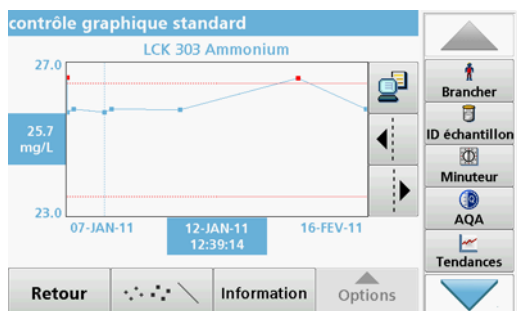 contrôle graphique standard
LCK 303 Ammonium
27.0
25.7
mg/L
23.0
07-JAN-11
12-JAN-11
12:39:14
16-FEV-11
Retour
Information
Options
Brancher
ID échantillon
Minuteur
AQA
Tendances